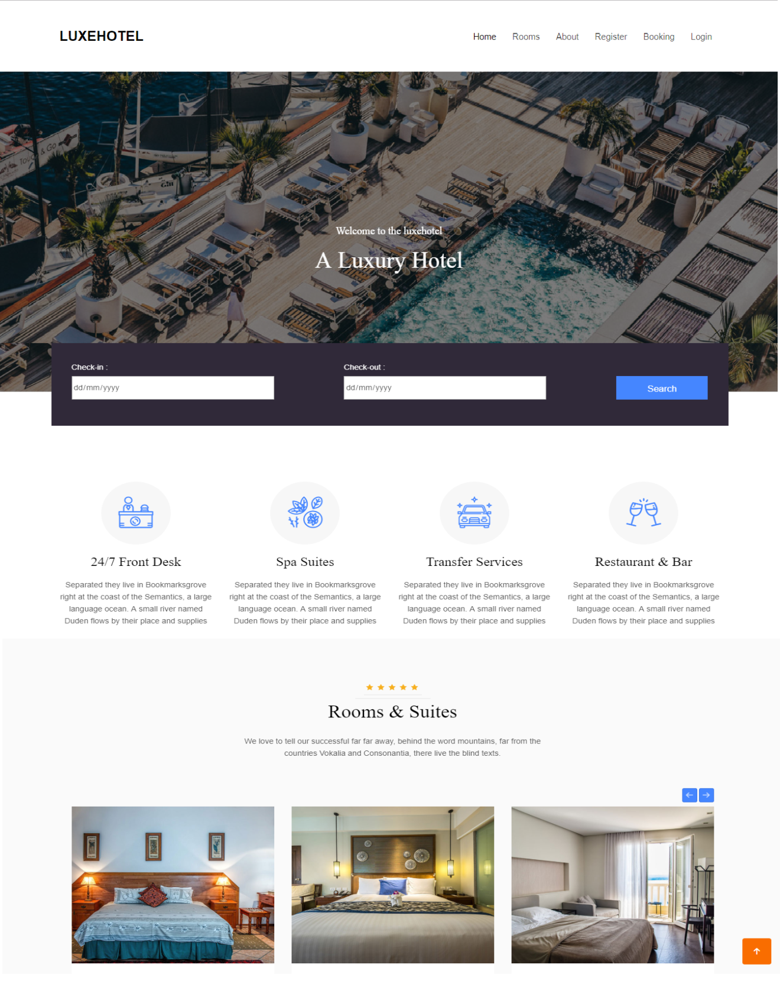 LUXEHOTEL
Home Rooms About Register Booking Login
Touch & Go
Gill
Welcome to the luxehotel
A Luxury Hotel
Check-in :
Check-out :
dd/mm/yyyy
dd/mm/yyyy
Search
24/7 Front Desk
Separated they live in Bookmarksgrove
right at the coast of the Semantics, a large
language ocean. A small river named
Duden flows by their place and supplies
Spa Suites
Separated they live in Bookmarksgrove
right at the coast of the Semantics, a large
language ocean. A small river named
Duden flows by their place and supplies
Transfer Services
Separated they live in Bookmarksgrove
right at the coast of the Semantics, a large
language ocean. A small river named
Duden flows by their place and supplies
Restaurant & Bar
Separated they live in Bookmarksgrove
right at the coast of the Semantics, a large
language ocean. A small river named
Duden flows by their place and supplies
Rooms & Suites
We love to tell our successful far far away, behind the word mountains, far from the
countries Vokalia and Consonantia, there live the blind texts.